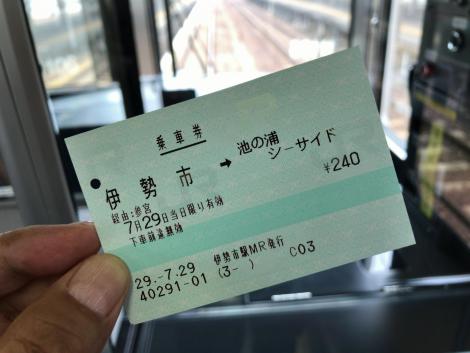 乗車券
伊勢市 ➡ 池の浦
シーサイド
経由:参宮
¥240
7月29日当日限り有効
下車前途無効
29.-7.29 伊勢市駅MR発行
40291-01 (3- ) C03